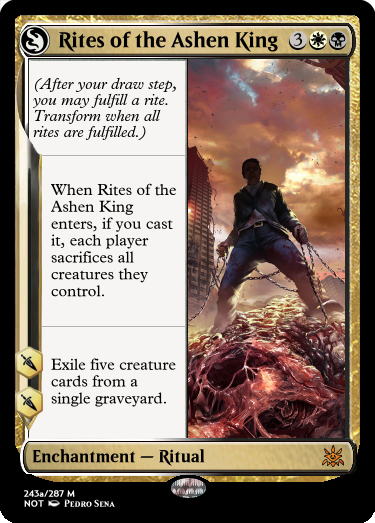 Rites of the Ashen King 3
(After your draw step,
you may fulfill a rite.
Transform when all
rites are fulfilled.)
When Rites of the
Ashen King
enters, if you cast
it, each player
sacrifices all
creatures they
control.
Exile five creature
cards from a
single graveyard.
Enchantment — Ritual
243a/287 M
NOT Pedro Sena